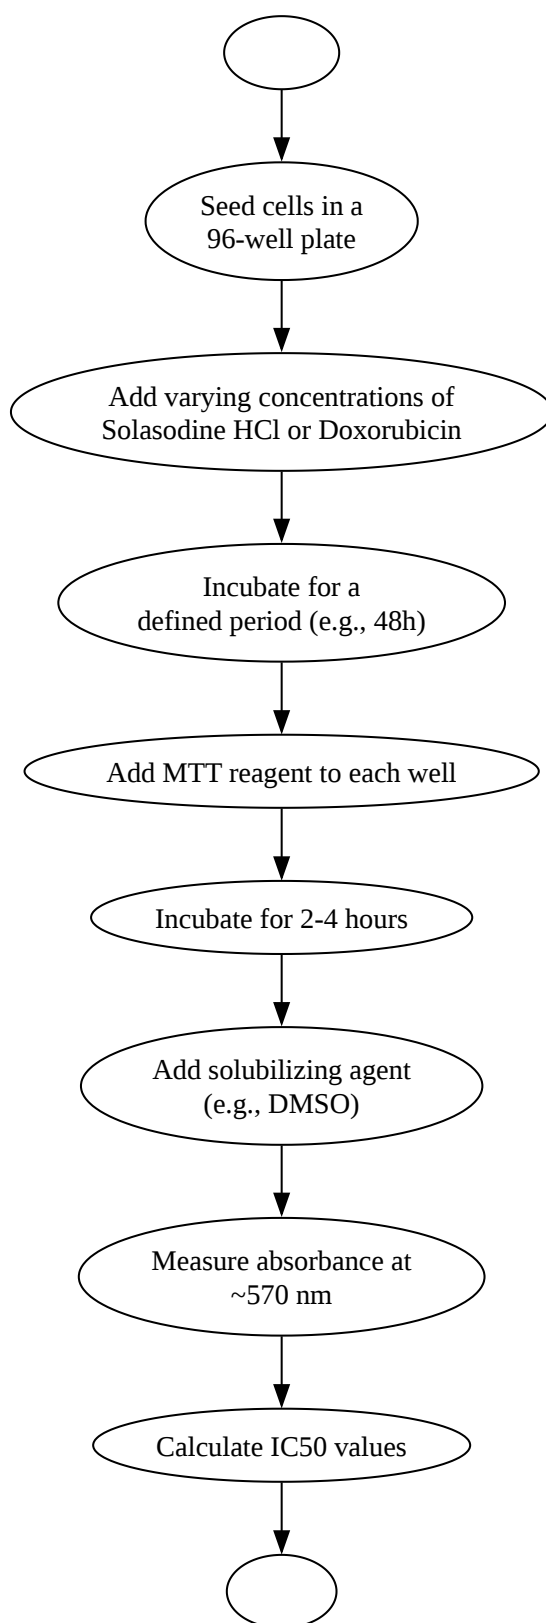 Seed cells in a
96-well plate
Add varying concentrations of
Solasodine HCl or Doxorubicin
Incubate for a
defined period (e.g., 48h)
Add MTT reagent to each well
Incubate for 2-4 hours
Add solubilizing agent
(e.g., DMSO)
Measure absorbance at
~570 nm
Calculate IC50 values